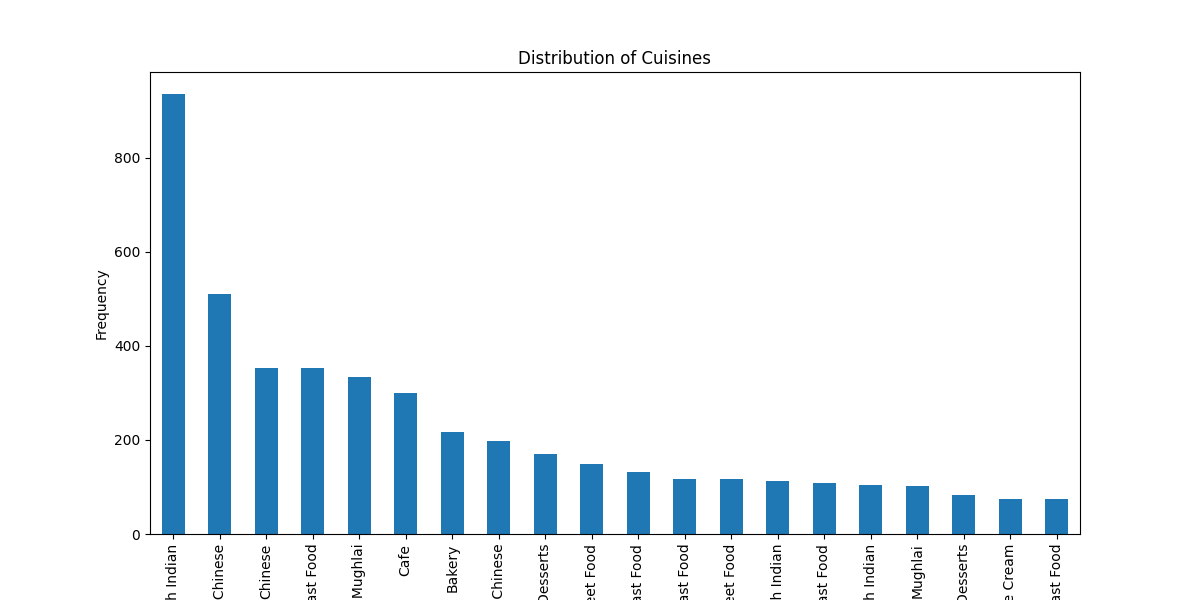 Distribution of Cuisines
Frequency
800
600
400
200
0
h Indian
Chinese
Chinese
ast Food
Mughlai
Cafe
Bakery
Chinese
Desserts
eet Food
ast Food
ast Food
eet Food
h Indian
ast Food
h Indian
Mughlai
Desserts
e Cream
ast Food